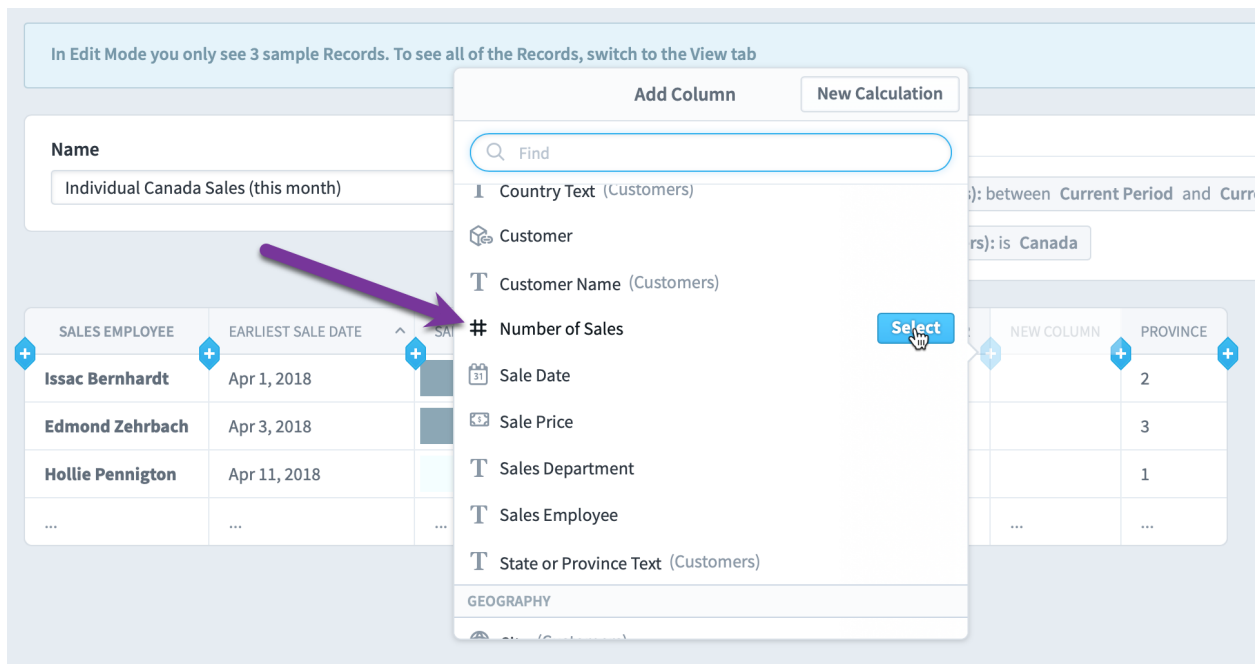 In Edit Mode you only see 3 sample Records. To see all of the Records, switch to the View tab
Add Column
New Calculation
Find
Name
Individual Canada Sales (this month)
Country Text (Customers)
Customer
Customer Name (Customers)
Number of Sales
Select
Sale Date
31
Sale Price
Sales Department
Sales Employee
State or Province Text (Customers)
GEOGRAPHY
: between Current Period and
: is Canada
SALES EMPLOYEE EARLIEST SALE DATE NEW COLUMN PROVINCE
Issac Bernhardt Apr 1, 2018 2
Edmond Zehrbach Apr 3, 2018 3
Hollie Pennigton Apr 11, 2018 1
... ... ... ... ...